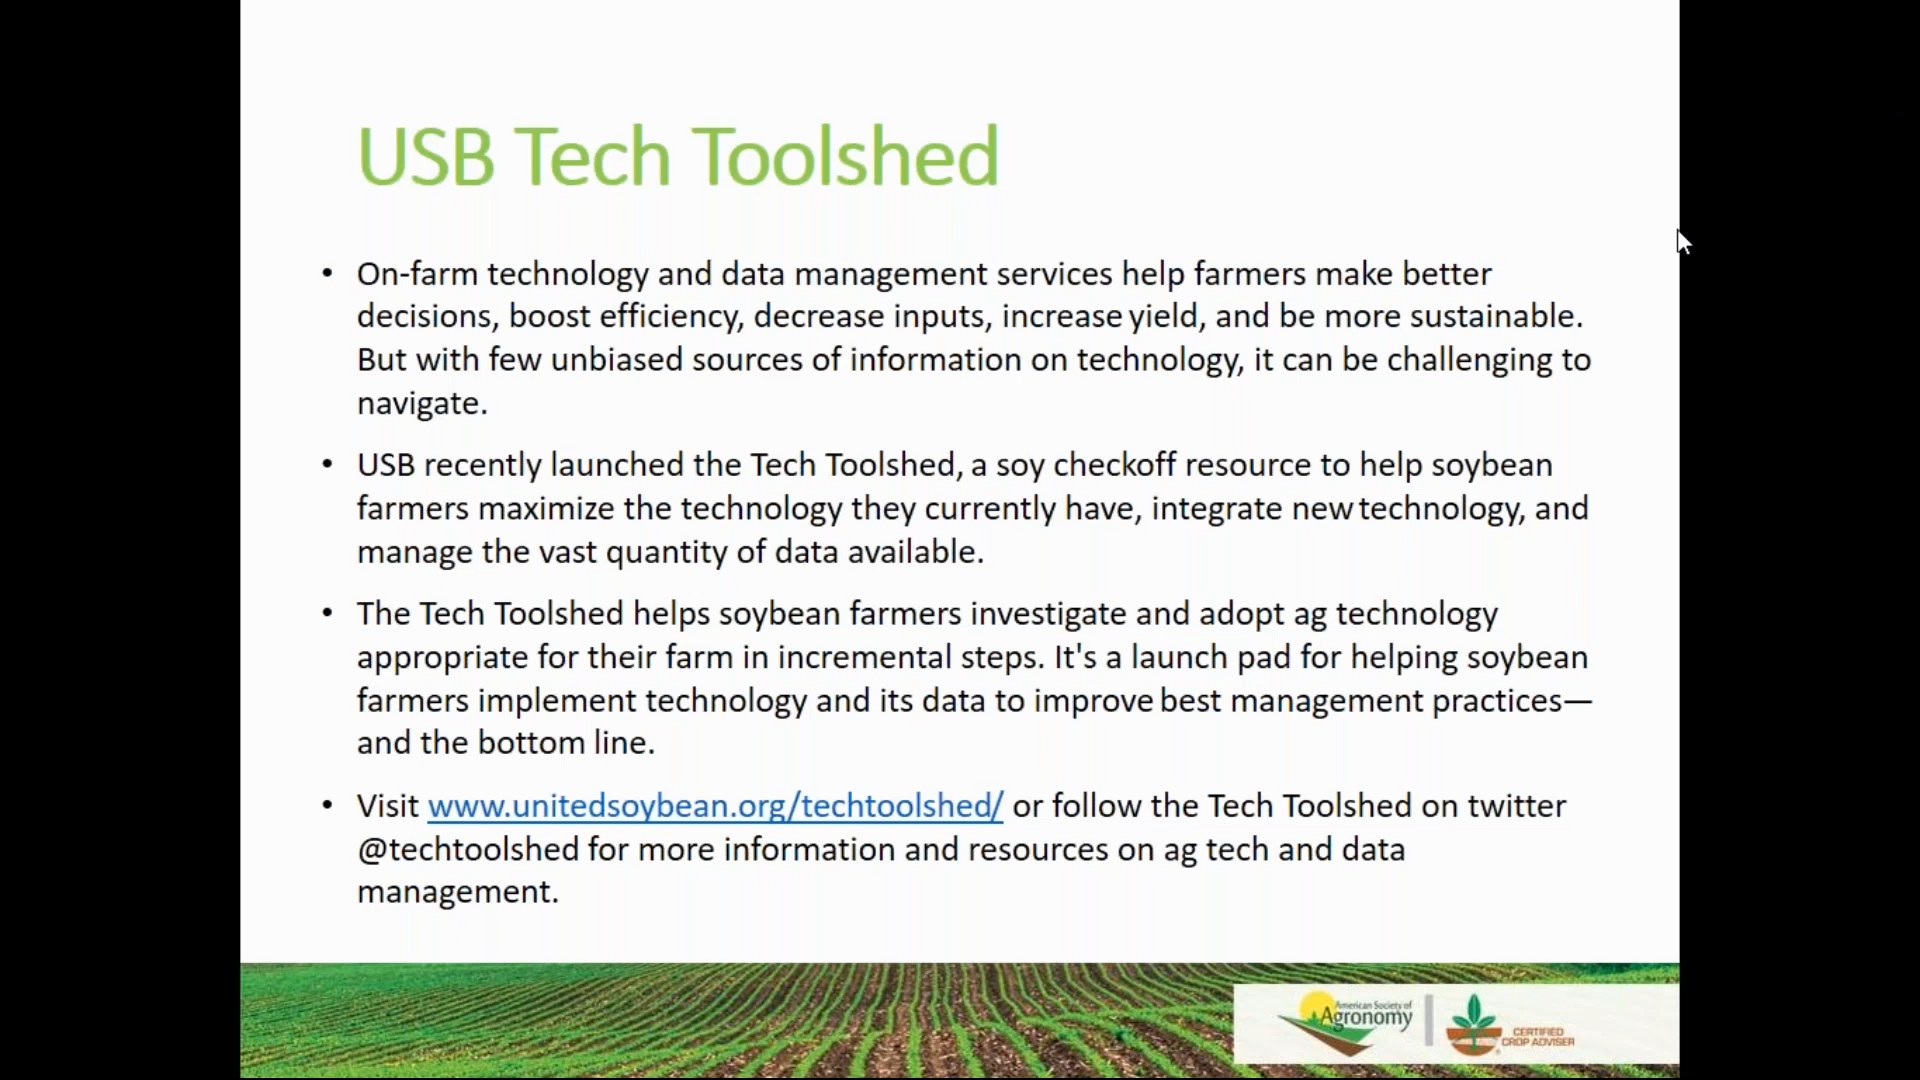 USB Tech Toolshed
• On-farm technology and data management services help farmers make better
decisions, boost efficiency, decrease inputs, increase yield, and be more sustainable.
But with few unbiased sources of information on technology, it can be challenging to
navigate.
• USB recently launched the Tech Toolshed, a soy checkoff resource to help soybean
farmers maximize the technology they currently have, integrate new technology, and
manage the vast quantity of data available.
• The Tech Toolshed helps soybean farmers investigate and adopt ag technology
appropriate for their farm in incremental steps. It's a launch pad for helping soybean
farmers implement technology and its data to improve best management practices—
and the bottom line.
• Visit www.unitedsoybean.org/techtoolshed/ or follow the Tech Toolshed on twitter
@techtoolshed for more information and resources on ag tech and data
management.
American Society of
Agronomy
CERTIFIED
CROP ADVISER